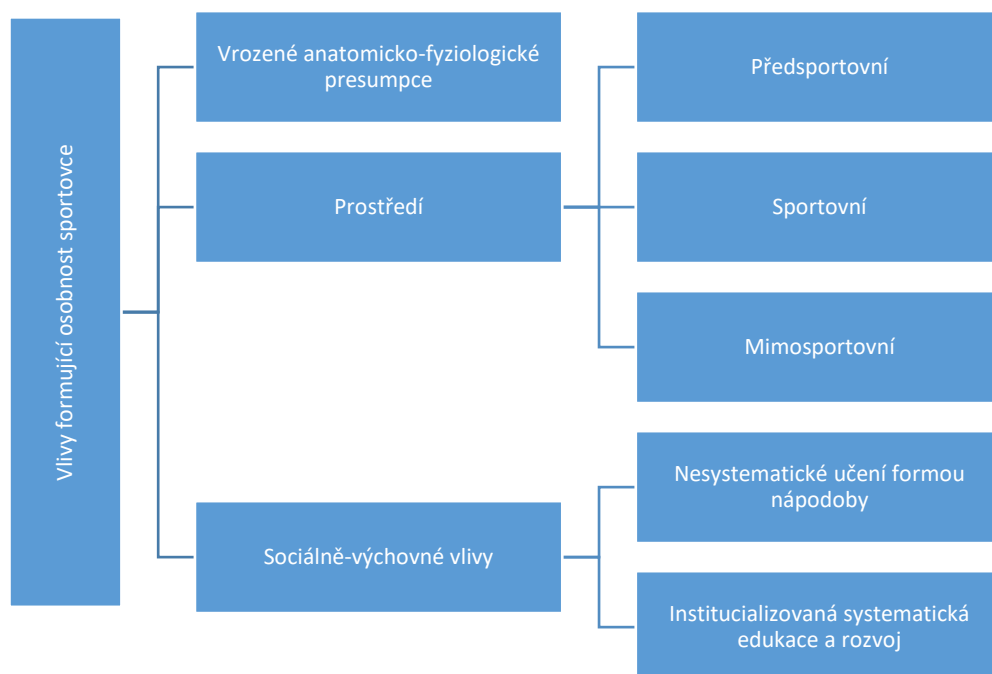 Vlivy formující osobnost sportovce
Vrozené anatomicko-fyziologické
presumpce
Prostředí
Předsportovní
Sportovní
Mimosportovní
Sociálně-výchovné vlivy
Nesystematické učení formou
nápodoby
Institucializovaná systematická
edukace a rozvoj